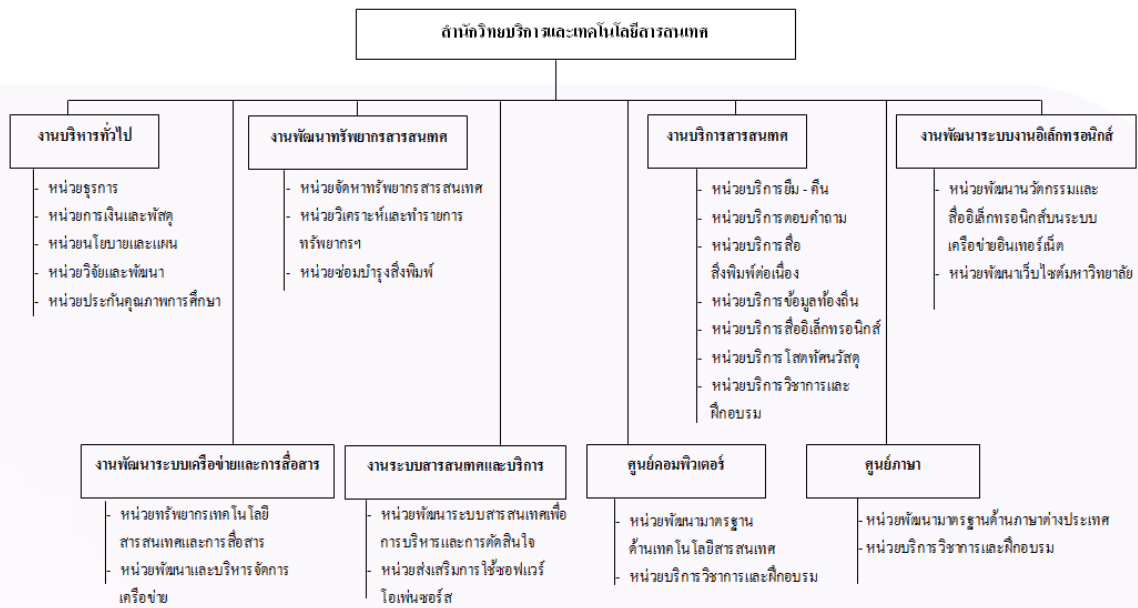 สำนักวิทยบริการและเทคโนโลยีสารสนเทศ
งานบริหารทั่วไป
- หน่วยธุรการ
- หน่วยการเงินและพัสดุ
- หน่วยนโยบายและแผน
- หน่วยวิจัยและพัฒนา
- หน่วยประกันคุณภาพการศึกษา
งานพัฒนาทรัพยากรสารสนเทศ
- หน่วยจัดหาทรัพยากรสารสนเทศ
- หน่วยวิเคราะห์และทำรายการ
ทรัพยากรฯ
- หน่วยซ่อมบำรุงสิ่งพิมพ์
งานบริการสารสนเทศ
- หน่วยบริการยืม - คืน
- หน่วยบริการตอบคำถาม
- หน่วยบริการสื่อ
สิ่งพิมพ์ต่อเนื่อง
- หน่วยบริการข้อมูลท้องถิ่น
- หน่วยบริการสื่ออิเล็กทรอนิกส์
- หน่วยบริการโสตทัศนวัสดุ
- หน่วยบริการวิชาการและ
ฝึกอบรม
งานพัฒนาระบบงานอิเล็กทรอนิกส์
- หน่วยพัฒนานวัตกรรมและ
สื่ออิเล็กทรอนิกส์บนระบบ
เครือข่ายอินเทอร์เน็ต
- หน่วยพัฒนาเว็บไซต์มหาวิทยาลัย
งานพัฒนาระบบเครือข่ายและการสื่อสาร
- หน่วยทรัพยากรเทคโนโลยี
สารสนเทศและการสื่อสาร
- หน่วยพัฒนาและบริหารจัดการ
เครือข่าย
งานระบบสารสนเทศและบริการ
- หน่วยพัฒนาระบบสารสนเทศเพื่อ
การบริหารและการตัดสินใจ
- หน่วยส่งเสริมการใช้ซอฟแวร์
โอเพ่นซอร์ส
ศูนย์คอมพิวเตอร์
- หน่วยพัฒนามาตรฐาน
ด้านเทคโนโลยีสารสนเทศ
- หน่วยบริการวิชาการและฝึกอบรม
ศูนย์ภาษา
- หน่วยพัฒนามาตรฐานด้านภาษาต่างประเทศ
- หน่วยบริการวิชาการและฝึกอบรม